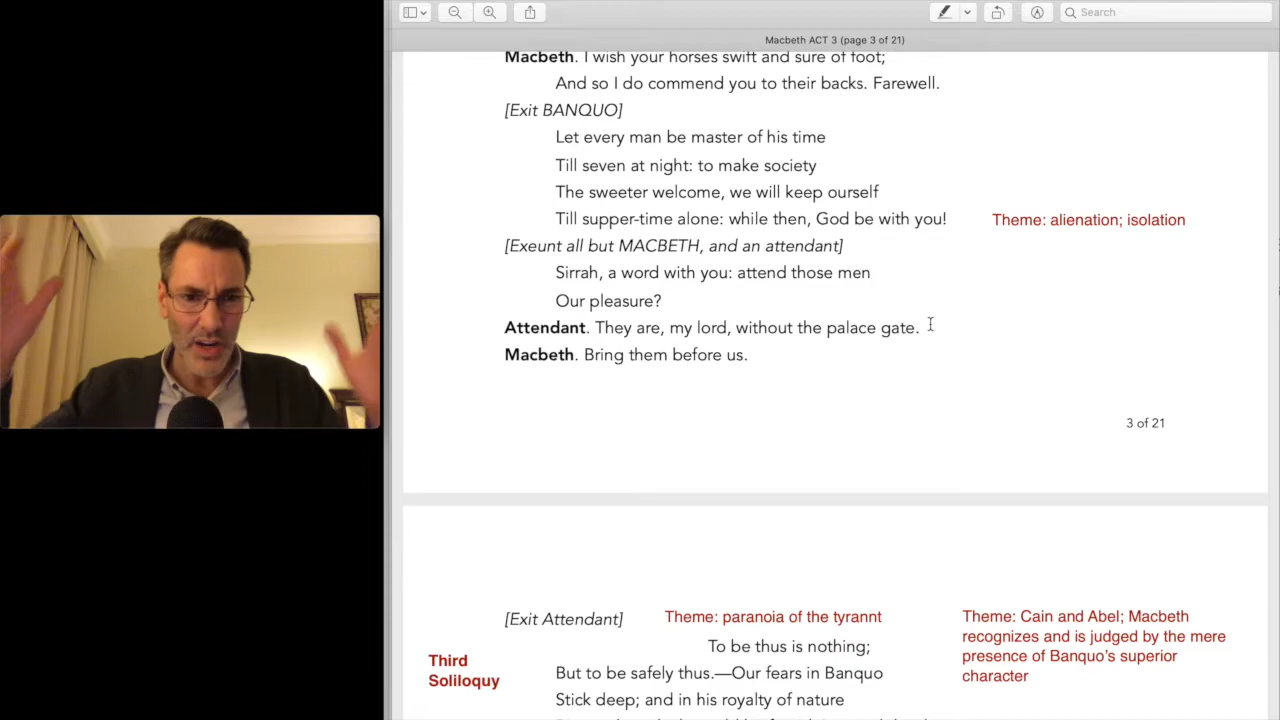 Search
Macbeth ACT 3 (page 3 of 21)
Macbeth. I wish your horses swift and sure of foot;
And so I do commend you to their backs. Farewell.
[Exit BANQUO]
Let every man be master of his time
Till seven at night: to make society
The sweeter welcome, we will keep ourself
Till supper-time alone: while then, God be with you!
Theme: alienation; isolation
[Exeunt all but MACBETH, and an attendant]
Sirrah, a word with you: attend those men
Our pleasure?
Attendant. They are, my lord, without the palace gate.
Macbeth. Bring them before us.
3 of 21
[Exit Attendant]
Theme: paranoia of the tyrannt
Theme: Cain and Abel; Macbeth
recognizes and is judged by the mere
presence of Banquo's superior
character
To be thus is nothing;
Third
Soliloquy
But to be safely thus.—Our fears in Banquo
Stick deep; and in his royalty of nature